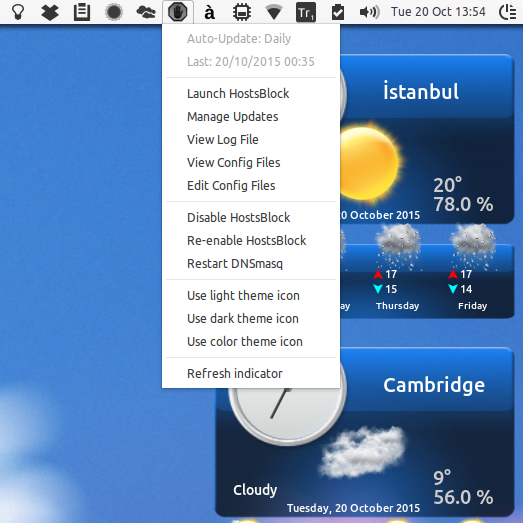 à
Tr1
Tue 20 Oct 13:54
Auto-Update: Daily
Last: 20/10/2015 00:35
Launch HostsBlock
Manage Updates
View Log File
View Config Files
Edit Config Files
Disable HostsBlock
Re-enable HostsBlock
Restart DNSmasq
Use light theme icon
Use dark theme icon
Use color theme icon
Refresh indicator
İstanbul
20°
78.0 %
20 October 2015
17
15
17
14
ay
Thursday
Friday
Cambridge
Cloudy
9°
56.0 %
Tuesday, 20 October 2015